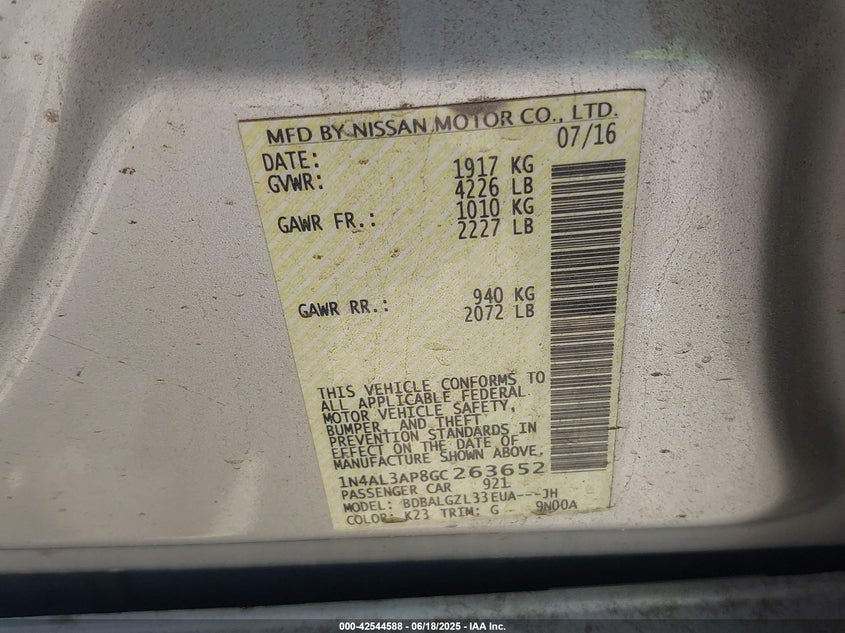 MFD BY NISSAN MOTOR CO., LTD.
DATE: 07/16
GVWR: 1917 KG
4226 LB
GAWR FR.: 1010 KG
2227 LB
GAWR RR.: 940 KG
2072 LB
THIS VEHICLE CONFORMS TO
ALL APPLICABLE FEDERAL
MOTOR VEHICLE SAFETY,
BUMPER, AND THEFT
PREVENTION STANDARDS IN
EFFECT ON THE DATE OF
MANUFACTURE SHOWN ABOVE.
1N4AL3AP8GC263652
PASSENGER CAR 921
MODEL: BDBALGZL33EUA---JH
COLOR: K23 TRIM: G 9N00A
000-42544588 - 06/18/2025 - IAA Inc.